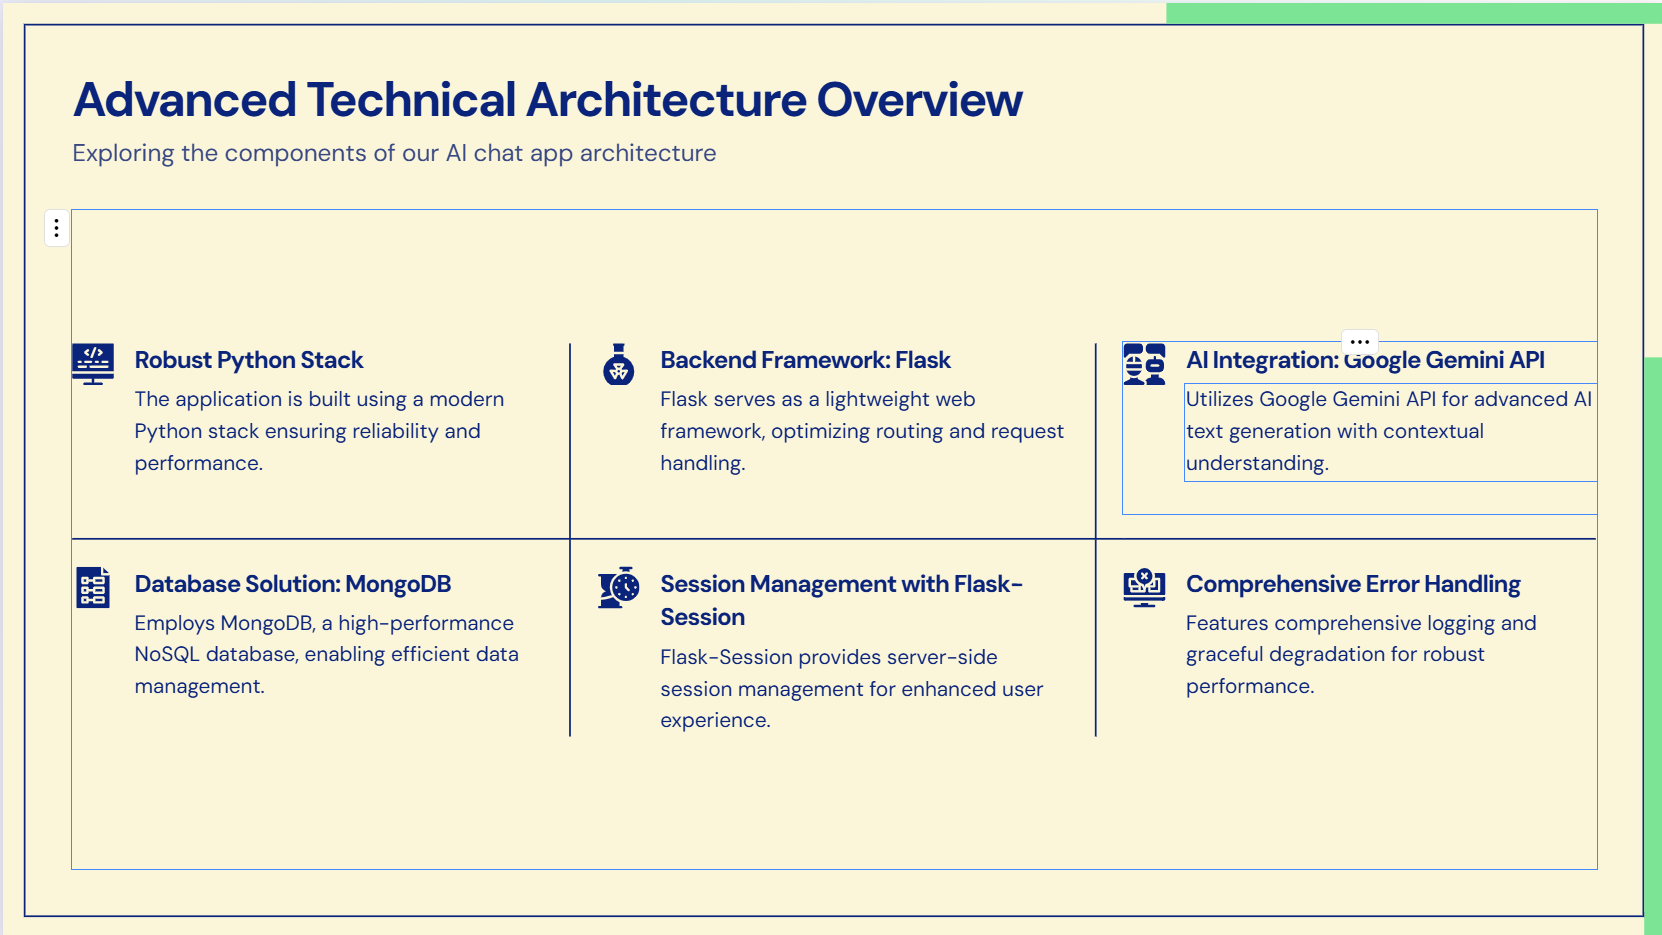 Advanced Technical Architecture Overview
Exploring the components of our AI chat app architecture
Robust Python Stack
The application is built using a modern
Python stack ensuring reliability and
performance.
Backend Framework: Flask
Flask serves as a lightweight web
framework, optimizing routing and request
handling.
AI Integration: Google Gemini API
Utilizes Google Gemini API for advanced AI
text generation with contextual
understanding.
Database Solution: MongoDB
Employs MongoDB, a high-performance
NoSQL database, enabling efficient data
management.
Session Management with Flask-
Session
Flask-Session provides server-side
session management for enhanced user
experience.
Comprehensive Error Handling
Features comprehensive logging and
graceful degradation for robust
performance.